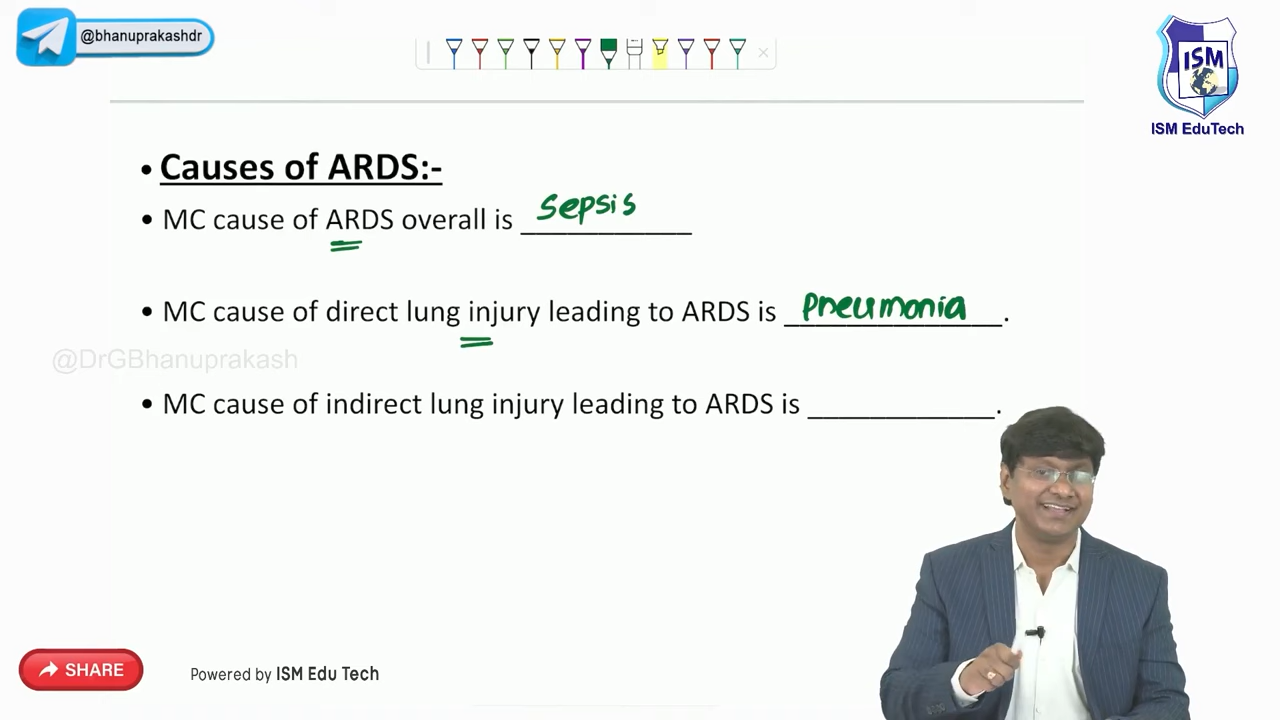 @bhanuprakashdr
ISM
ISM EduTech
• Causes of ARDS:-
• MC cause of ARDS overall is Sepsis
• MC cause of direct lung injury leading to ARDS is Pneumonia.
@DrGBhanuprakash
• MC cause of indirect lung injury leading to ARDS is ____________.
SHARE
Powered by ISM Edu Tech